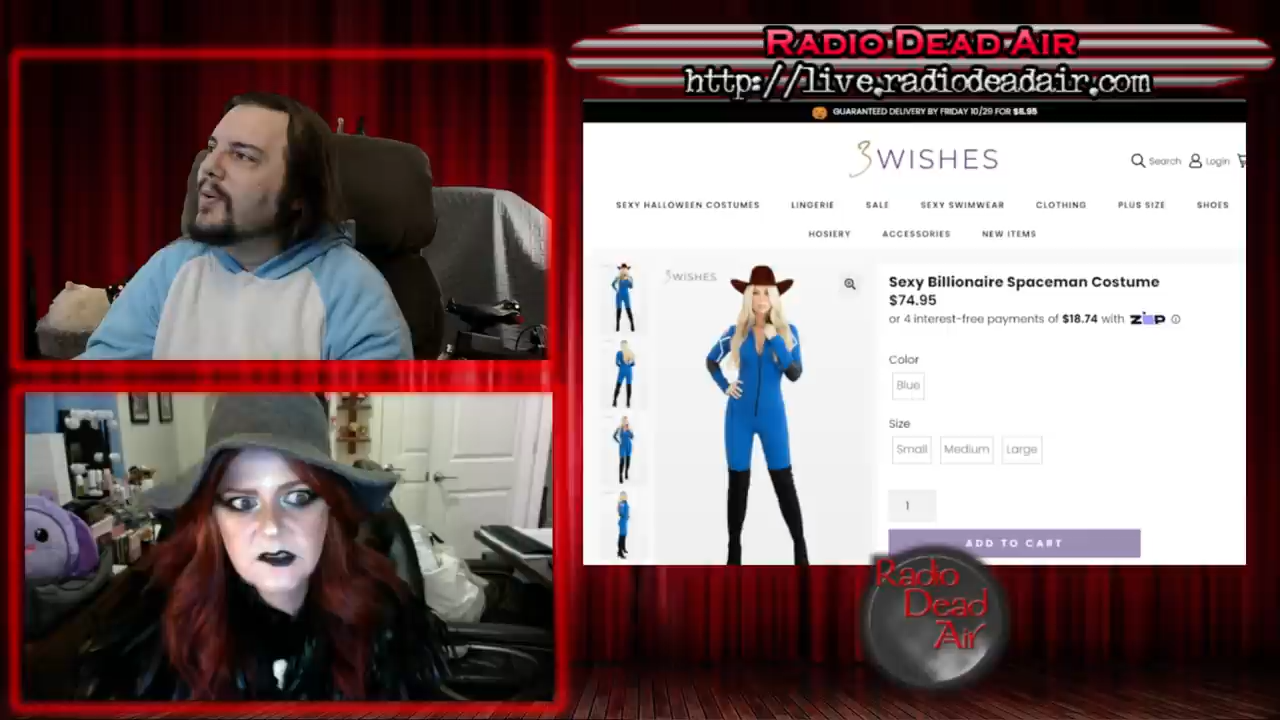 RADIO DEAD AIR
http://live.radiodeadair.com
GUARANTEED DELIVERY BY FRIDAY 10/29 FOR $5.95
3WISHES
Search Login
SEXY HALLOWEEN COSTUMES LINGERIE SALE SEXY SWIMWEAR CLOTHING PLUS SIZE SHOES
HOSIERY ACCESSORIES NEW ITEMS
3WISHES
Sexy Billionaire Spaceman Costume
$74.95
or 4 interest-free payments of $18.74 with ZIP
Color
Blue
Size
Small Medium Large
1
ADD TO CART
Radio
Dead
Air